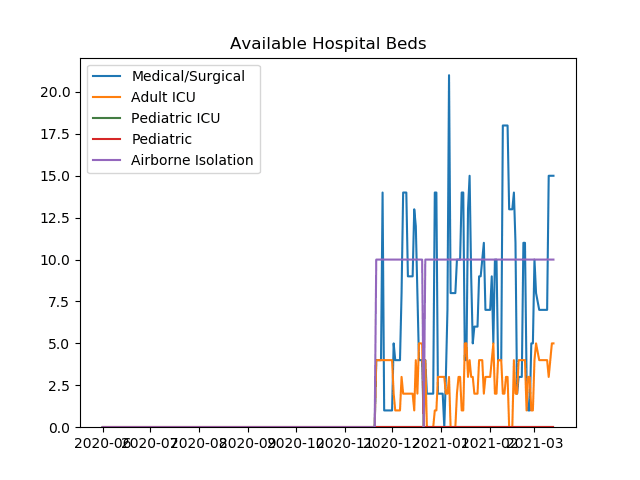 Available Hospital Beds
Medical/Surgical
Adult ICU
Pediatric ICU
Pediatric
Airborne Isolation
20.0
17.5
15.0
12.5
10.0
7.5
5.0
2.5
0.0
2020-06 2020-07 2020-08 2020-09 2020-10 2020-11 2020-12 2021-01 2021-02 2021-03